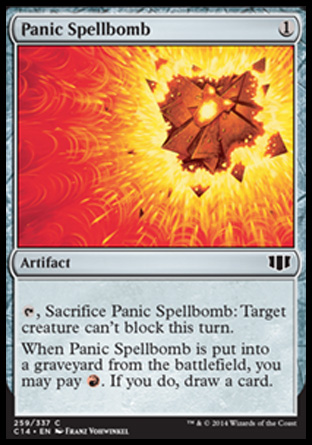 Panic Spellbomb 1
Artifact
, Sacrifice Panic Spellbomb: Target
creature can't block this turn.
When Panic Spellbomb is put into
a graveyard from the battlefield, you
may pay . If you do, draw a card.
259/337 C
C14 • EN Franz Vohwinkel ™ & © 2014 Wizards of the Coast